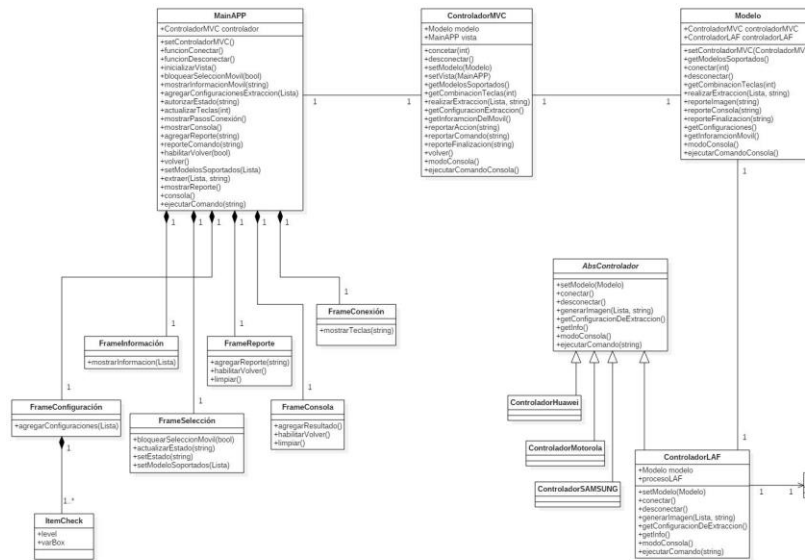 MainAPP
+ControladorMVC controlador
+setControladorMVC()
+funcionConectar()
+funcionDesconectar()
+inicializarVista()
+bloquearSeleccionMovil(bool)
+mostrarInformacionMovil(string)
+agregarConfiguracionesExtraccion(Lista)
+autorizarEstado(string)
+actualizarTeclas(int)
+mostrarPasosConexión()
+mostrarConsola()
+agregarReporte(string)
+reporteComando(string)
+habilitarVolver(bool)
+volver()
+setModelosSoportados(Lista)
+extraer(Lista, string)
+mostrarReporte()
+consola()
+ejecutarComando(string)
ControladorMVC
+Modelo modelo
+MainAPP vista
+concetar(int)
+desconectar()
+setModelo(Modelo)
+setVista(MainAPP)
+getModelosSoportados()
+getCombinacionTeclas(int)
+realizarExtraccion(Lista, string)
+getConfiguracionExtraccion()
+getInforamcionDelMovil()
+reportarAccion(string)
+reportarComando(string)
+reporteFinalizacion(string)
+volver()
+modoConsola()
+ejecutarComandoConsola()
Modelo
+ControladorMVC controladorMVC
+ControladorLAF controladorLAF
+setControladorMVC(ControladorMV
+getModelosSoportados()
+conectar(int)
+desconectar()
+getCombinacionTeclas(int)
+realizarExtraccion(Lista, string)
+reporteImagen(string)
+reporteConsola(string)
+reporteFinalizacion(string)
+getConfiguraciones()
+getInforamcionMovil()
+modoConsola()
+ejecutarComandoConsola()
1 1 1 1
1 1 1 1 1 1
1
AbsControlador
+setModelo(Modelo)
+conectar()
+desconectar()
+generarImagen(Lista, string)
+getConfiguracionDeExtraccion()
+getInfo()
+modoConsola()
+ejecutarComando(string)
1
FrameConexión
+mostrarTeclas(string)
1 1
FrameInformación
+mostrarInformacion(Lista)
FrameReporte
+agregarReporte(string)
+habilitarVolver()
+limpiar()
1 1 1
FrameConfiguración
+agregarConfiguraciones(Lista)
FrameSelección
+bloquearSeleccionMovil(bool)
+actualizarEstado(string)
+setEstado(string)
+setModeloSoportados(Lista)
FrameConsola
+agregarResultado()
+habilitarVolver()
+limpiar()
ControladorHuawei
ControladorMotorola
ControladorSAMSUNG
1
1
1..*
ItemCheck
+level
+varBox
ControladorLAF
+Modelo modelo
+procesoLAF
+setModelo(Modelo)
+conectar()
+desconectar()
+generarImagen(Lista, string)
+getConfiguracionDeExtraccion()
+getInfo()
+modoConsola()
+ejecutarComando(string)
1 1